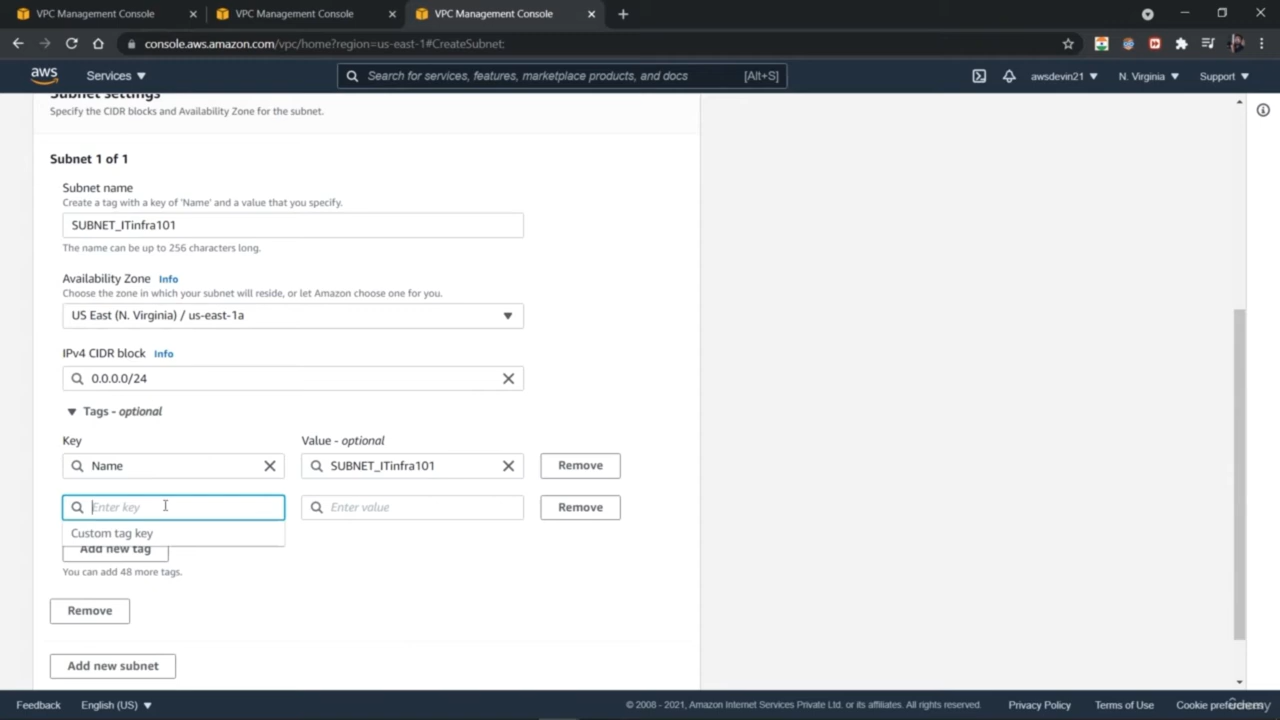 VPC Management Console
VPC Management Console
VPC Management Console
console.aws.amazon.com/vpc/home?region=us-east-1#CreateSubnet:
aws
Services
Search for services, features, marketplace products, and docs
[Alt+S]
awsdevin21
N. Virginia
Support
Subnet settings
Specify the CIDR blocks and Availability Zone for the subnet.
Subnet 1 of 1
Subnet name
Create a tag with a key of 'Name' and a value that you specify.
SUBNET_ITinfra101
The name can be up to 256 characters long.
Availability Zone Info
Choose the zone in which your subnet will reside, or let Amazon choose one for you.
US East (N. Virginia) / us-east-1a
IPv4 CIDR block Info
0.0.0.0/24
Tags - optional
Key
Value - optional
Name
SUBNET_ITinfra101
Remove
Enter key
Enter value
Remove
Custom tag key
Add new tag
You can add 48 more tags.
Remove
Add new subnet
Feedback
English (US)
© 2008 - 2021, Amazon Internet Services Private Ltd. or its affiliates. All rights reserved.
Privacy Policy
Terms of Use
Cookie preferences